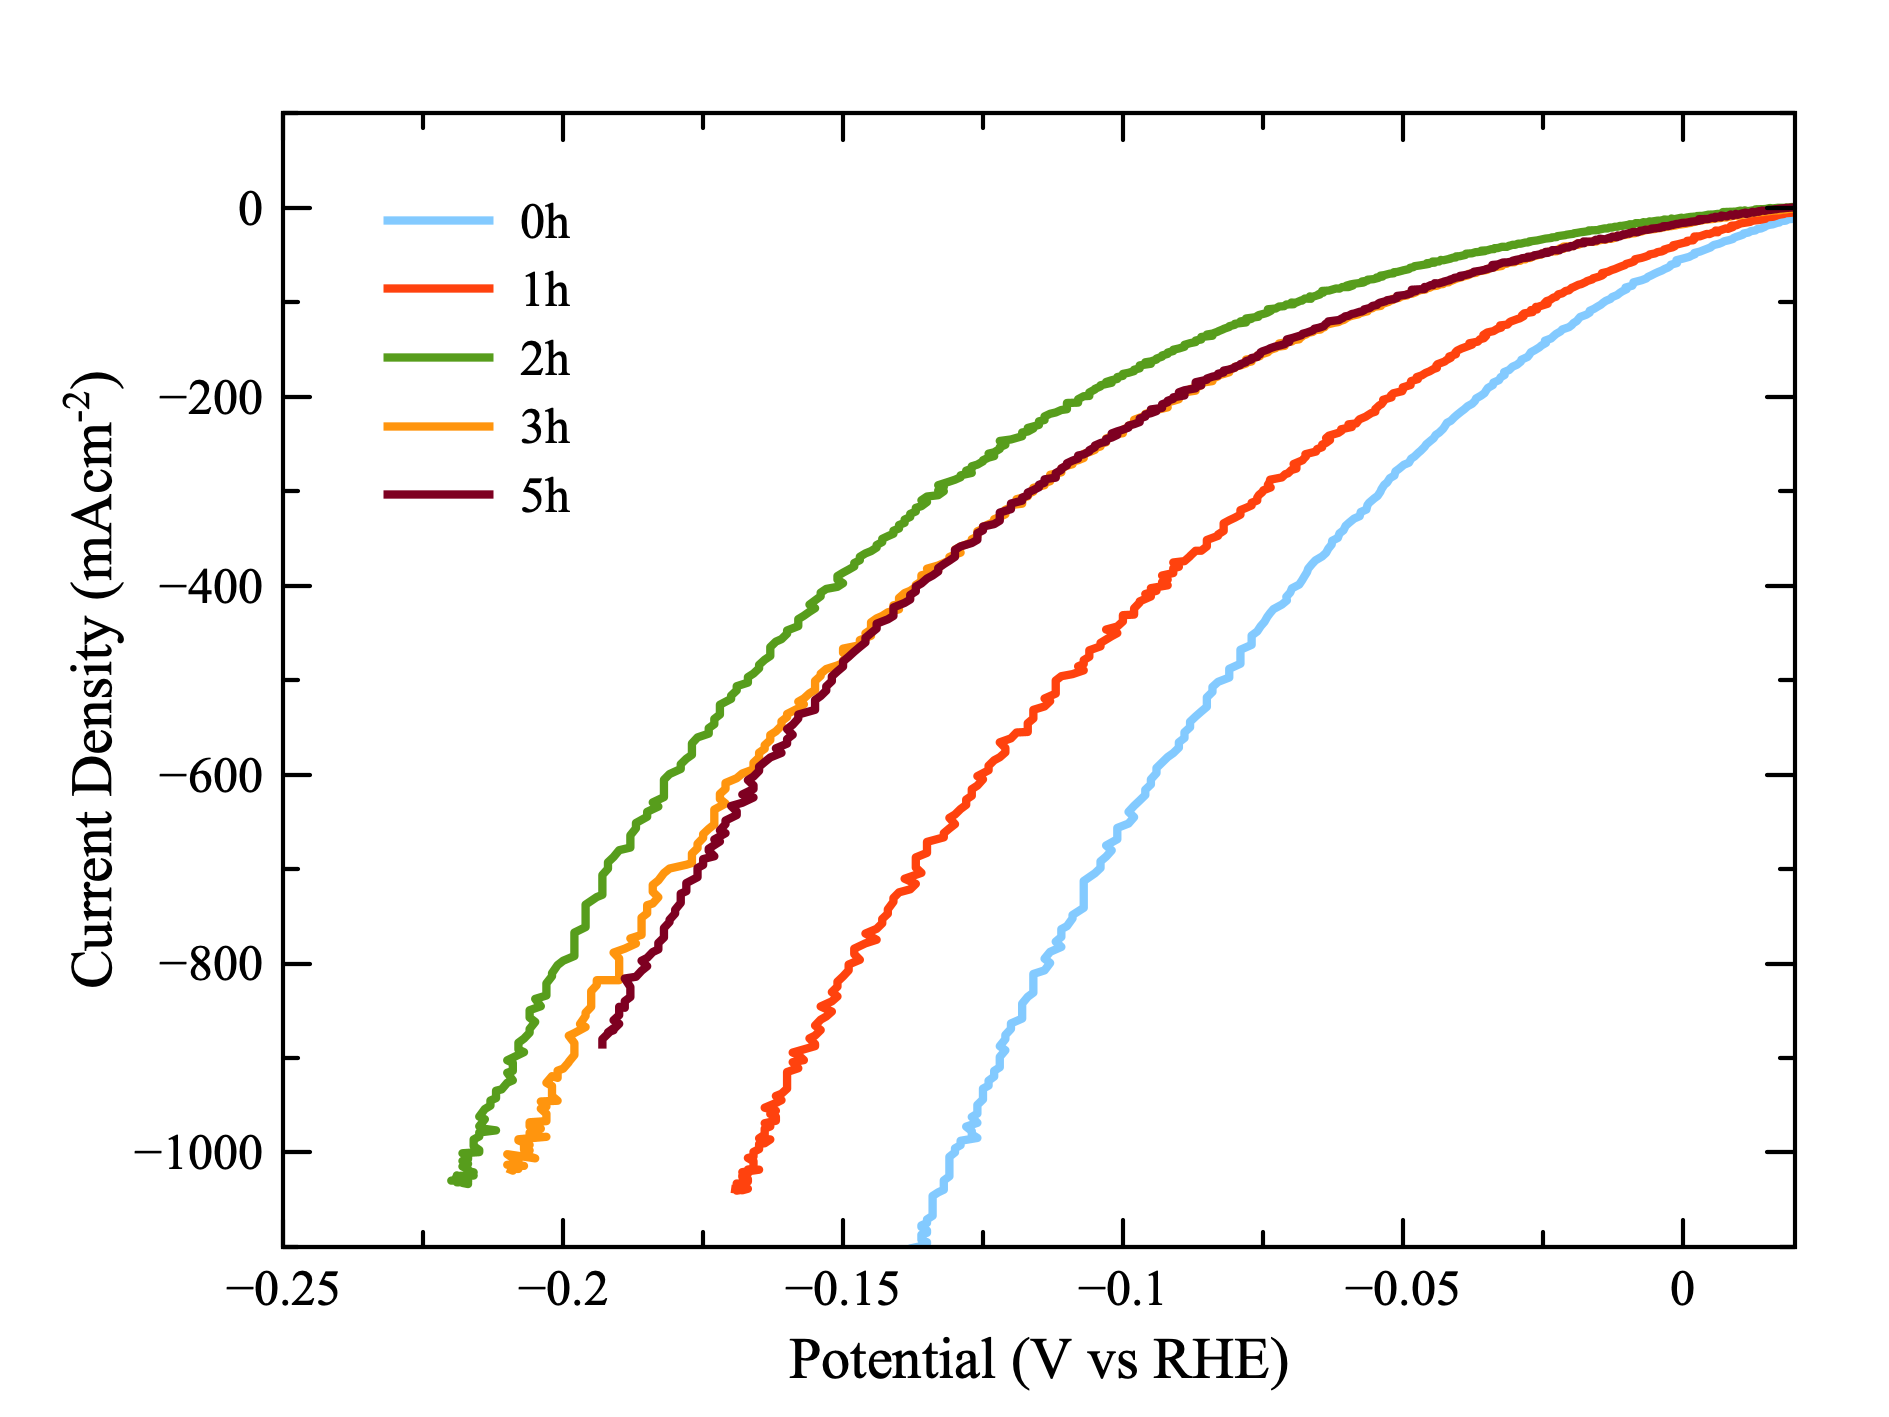 0h
1h
2h
3h
5h
0
−200
−400
−600
−800
−1000
Current Density (mAcm-2)
−0.25 −0.2 −0.15 −0.1 −0.05 0
Potential (V vs RHE)